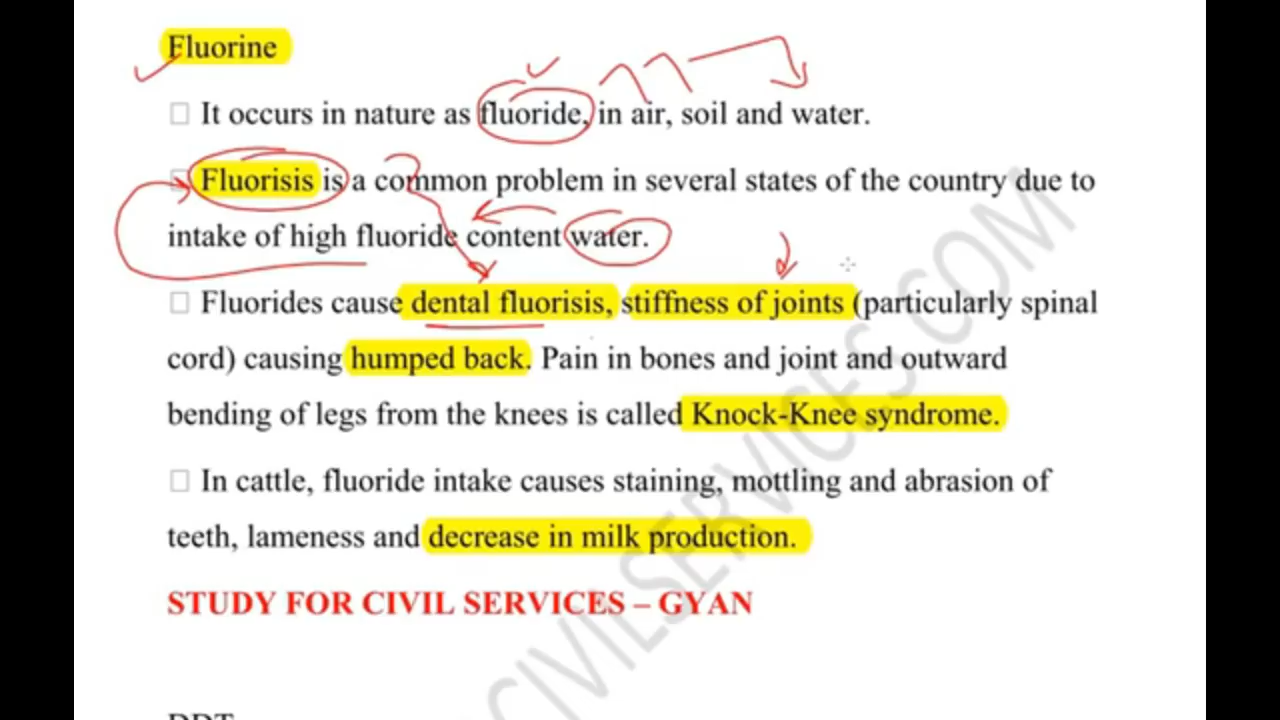 Fluorine
□ It occurs in nature as fluoride, in air, soil and water.
□ Fluorisis is a common problem in several states of the country due to
intake of high fluoride content water.
□ Fluorides cause dental fluorisis, stiffness of joints (particularly spinal
cord) causing humped back. Pain in bones and joint and outward
bending of legs from the knees is called Knock-Knee syndrome.
□ In cattle, fluoride intake causes staining, mottling and abrasion of
teeth, lameness and decrease in milk production.
STUDY FOR CIVIL SERVICES – GYAN
CIVILSERVICES.COM
DDT